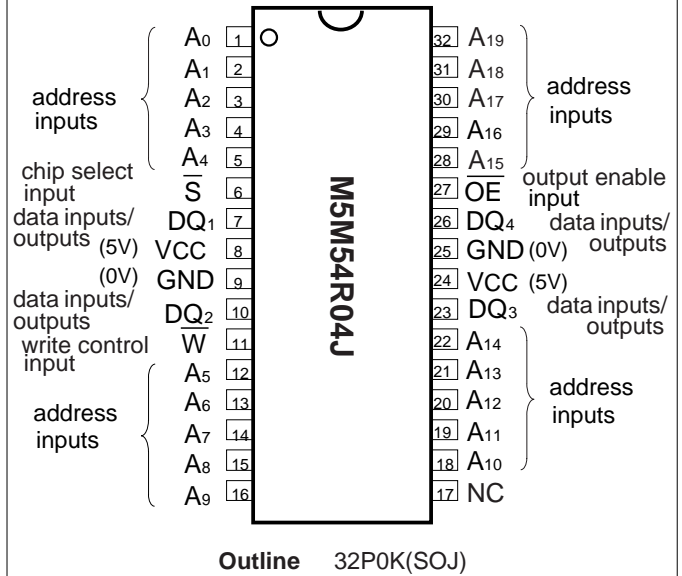 A0 1 32 A19
A1 2 31 A18
address inputs A2 3 30 A17 address inputs
A3 4 29 A16
A4 5 28 A15
chip select input S̅ 6 27 O̅E̅ output enable input
data inputs/ outputs DQ1 7 26 DQ4 data inputs/ outputs
(5V) VCC 8 25 GND (0V)
(0V) GND 9 24 VCC (5V)
data inputs/ outputs DQ2 10 23 DQ3 data inputs/ outputs
write control input W̅ 11 22 A14
A5 12 21 A13
address inputs A6 13 20 A12 address inputs
A7 14 19 A11
A8 15 18 A10
A9 16 17 NC
M5M54R04J
Outline 32P0K(SOJ)